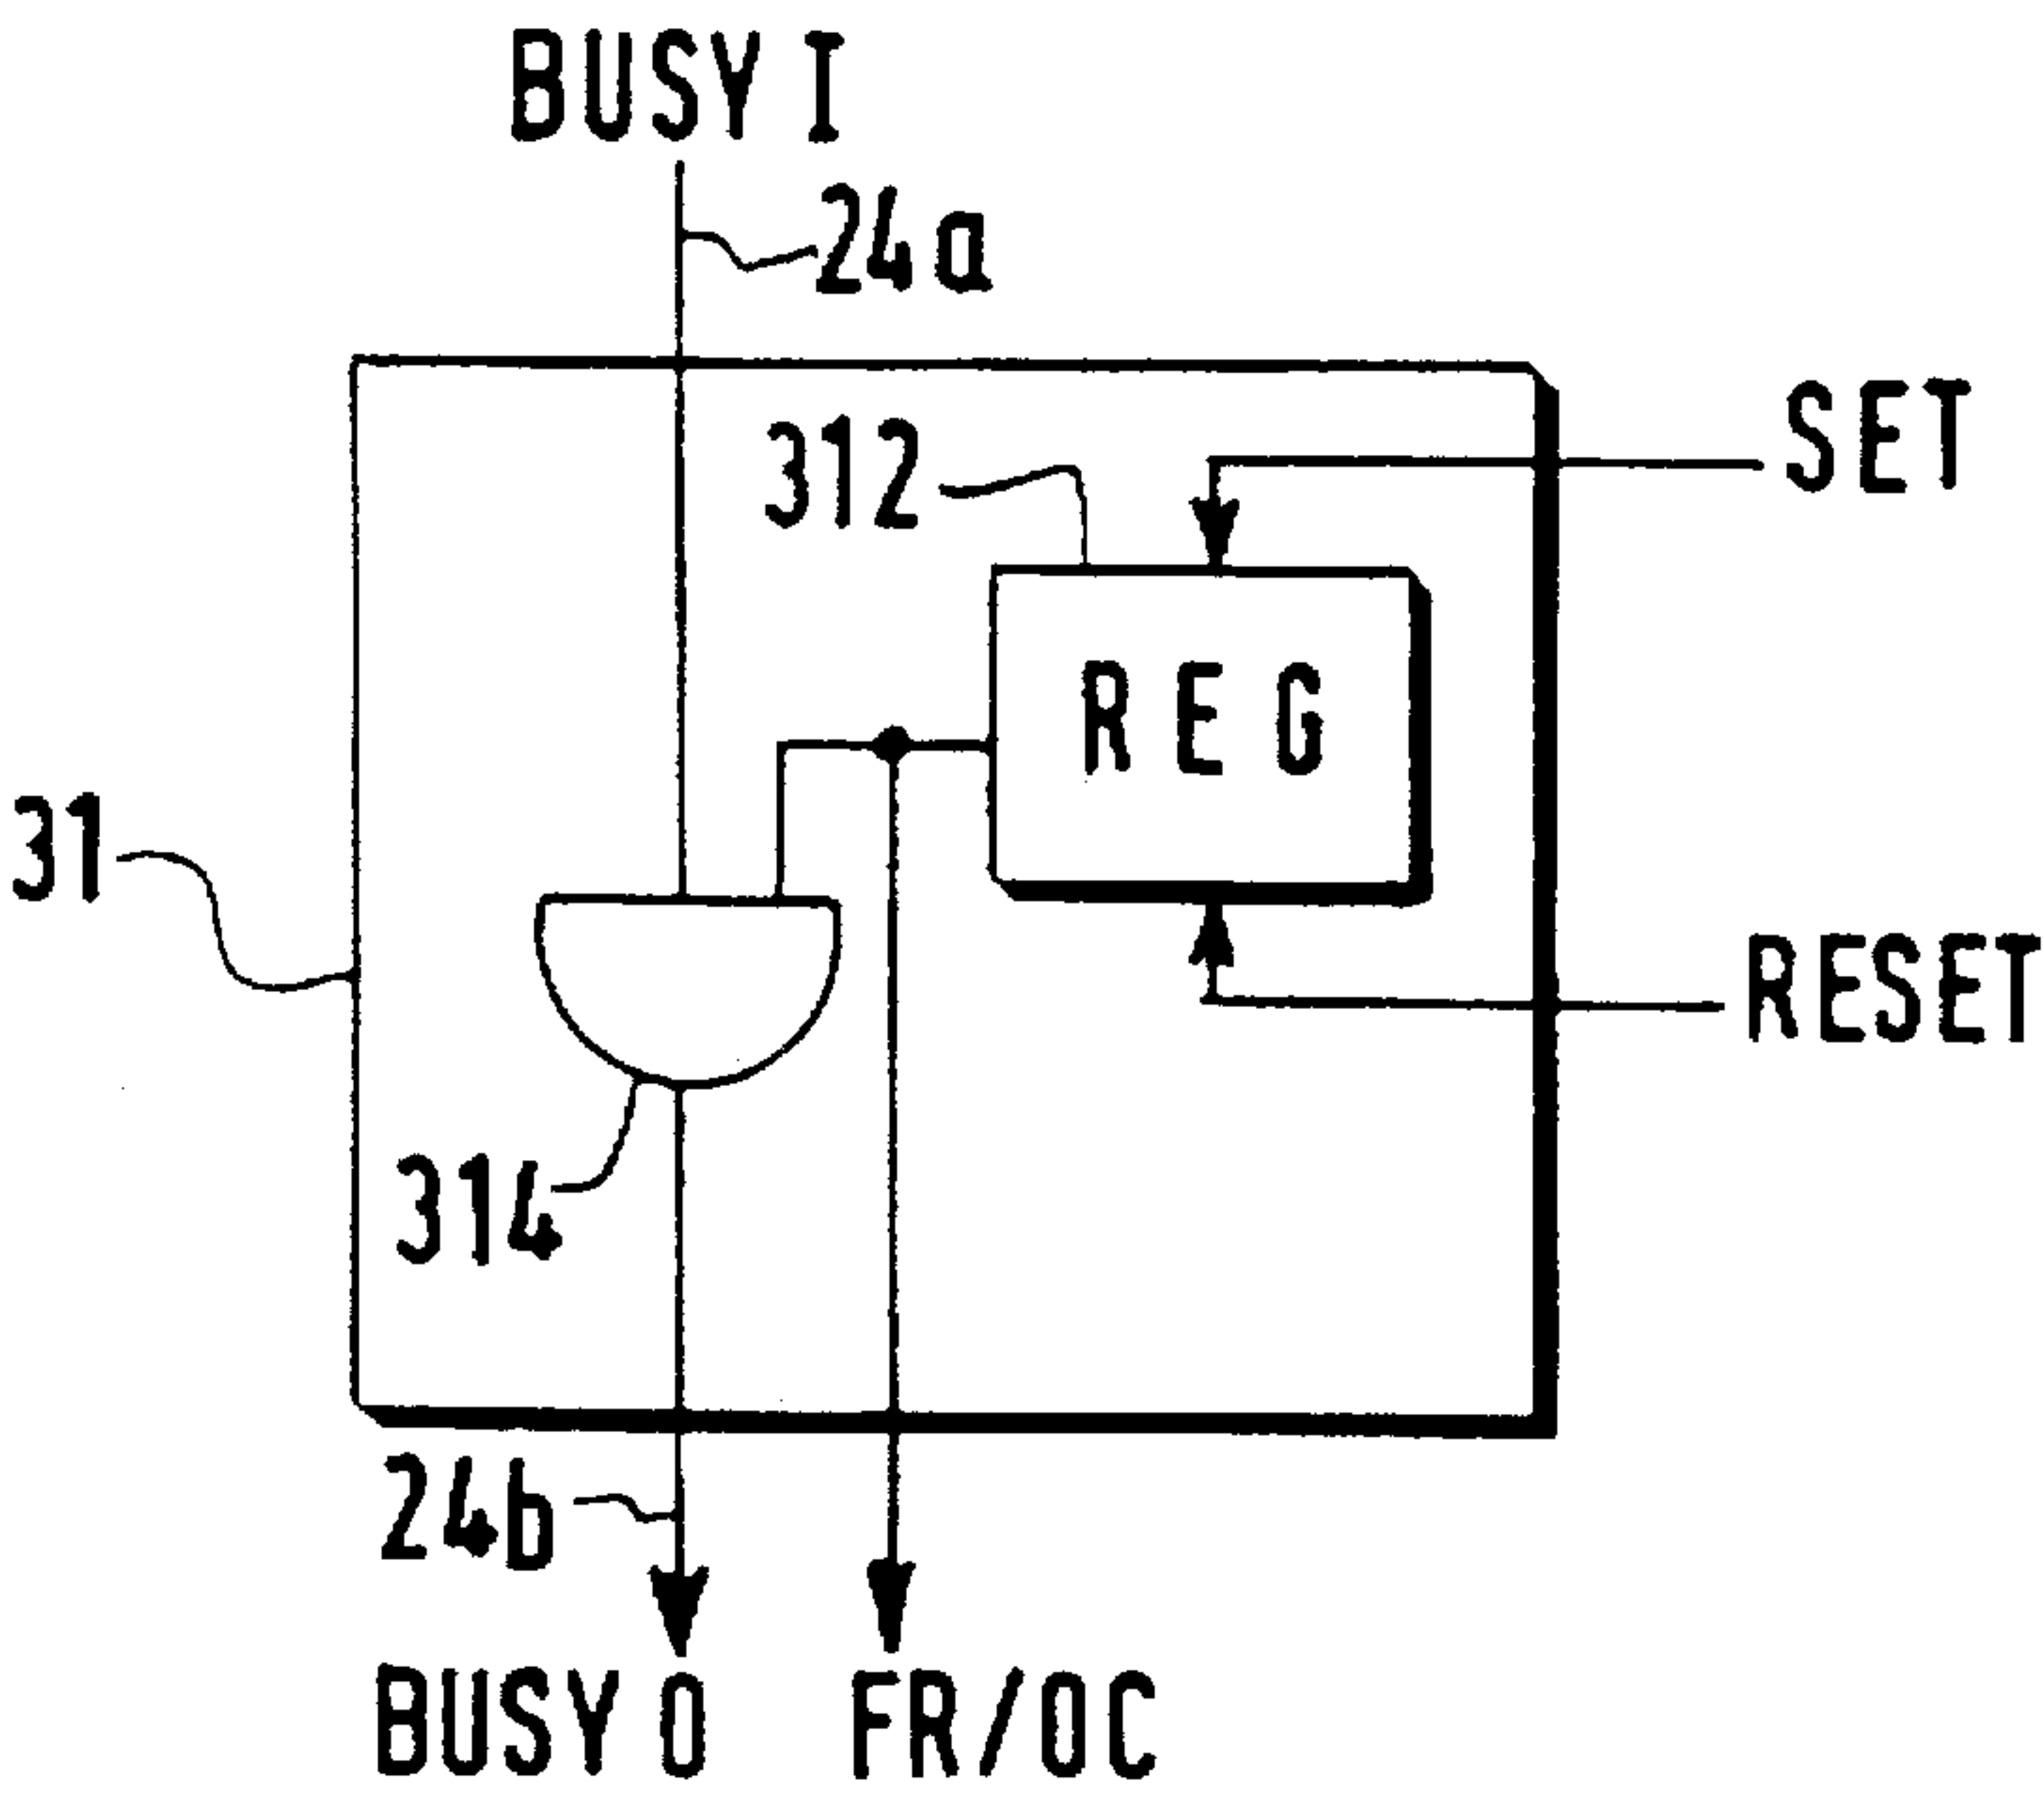 BUSY I
24a
SET
312
REG
31
RESET
314
24b
BUSY O
FR/OC